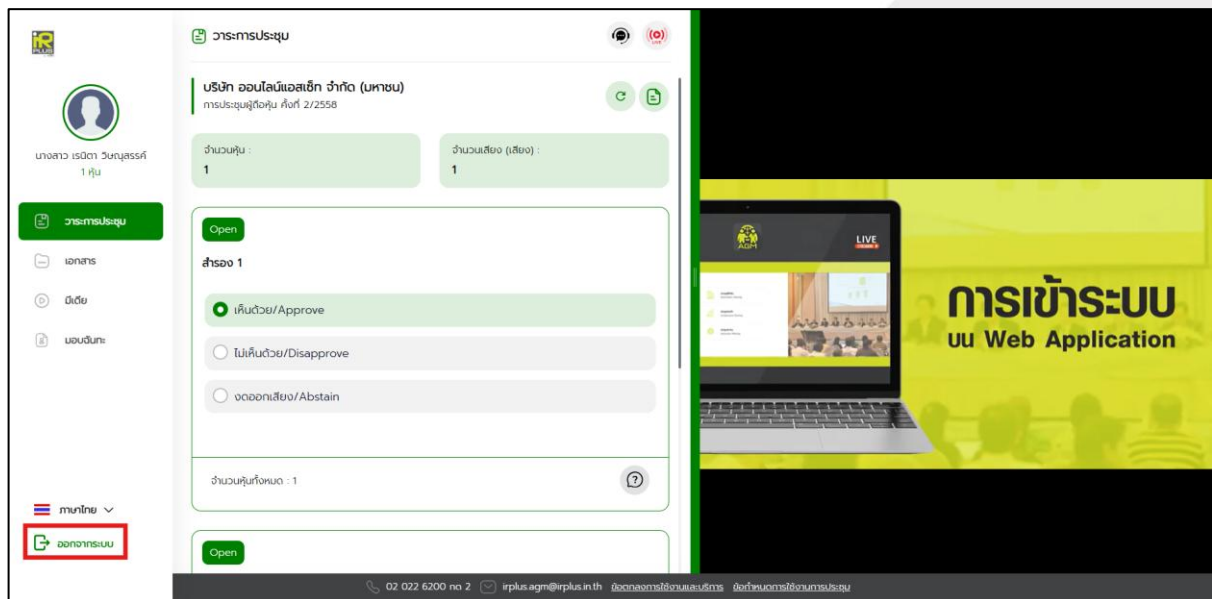 iR
PLUS
นางสาว เรนิตา วิษณุสรรค์
1 หุ้น
วาระการประชุม
เอกสาร
มีเดีย
มอบฉันทะ
ภาษาไทย
ออกจากระบบ
วาระการประชุม
LIVE
บริษัท ออนไลน์แอสเซ็ท จำกัด (มหาชน)
การประชุมผู้ถือหุ้น ครั้งที่ 2/2558
จำนวนหุ้น :
1
จำนวนเสียง (เสียง) :
1
Open
สำรอง 1
เห็นด้วย/Approve
ไม่เห็นด้วย/Disapprove
งดออกเสียง/Abstain
จำนวนหุ้นทั้งหมด : 1
Open
AGM
LIVE
การเข้าระบบ
บน Web Application
02 022 6200 กด 2 irplus.agm@irplus.in.th ข้อตกลงการใช้งานและบริการ ข้อกำหนดการใช้งานการประชุม